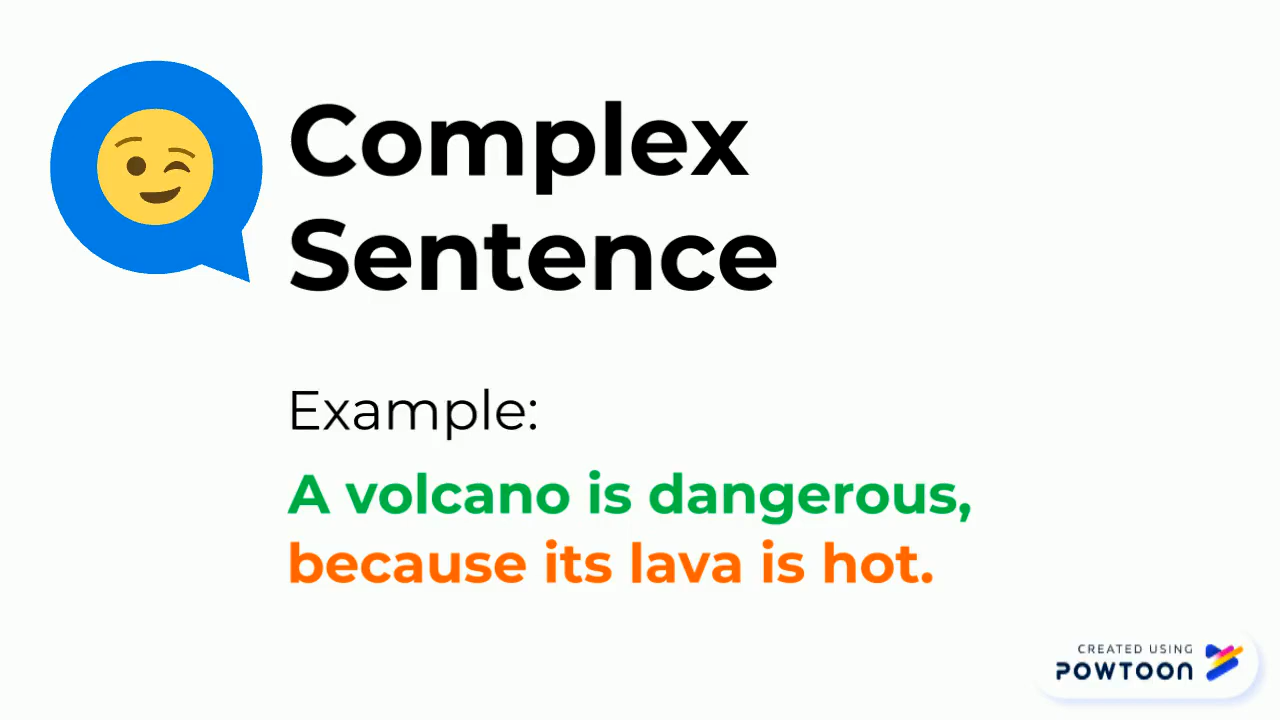 Complex
Sentence
Example:
A volcano is dangerous,
because its lava is hot.
CREATED USING
POWTOON